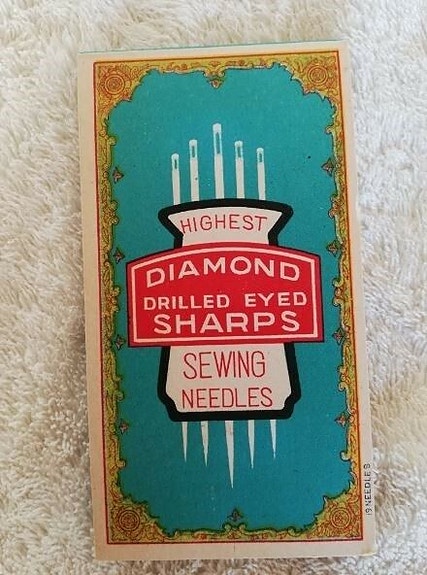 HIGHEST
DIAMOND
DRILLED EYED
SHARPS
SEWING
NEEDLES
19 NEEDLES